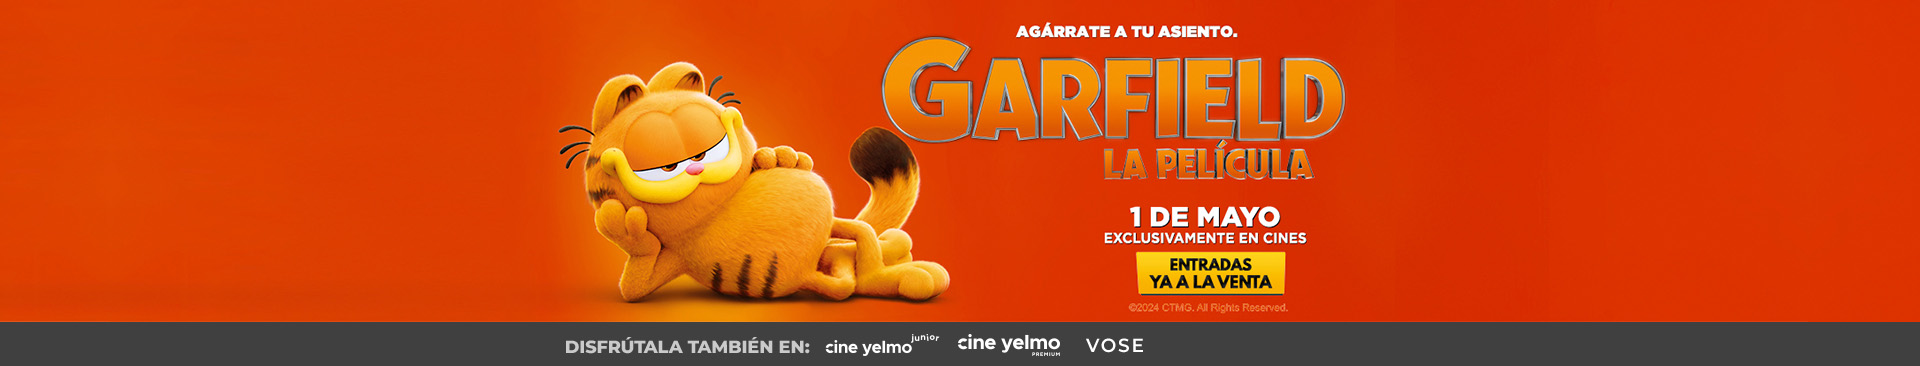 AGÁRRATE A TU ASIENTO.
GARFIELD
LA PELÍCULA
1 DE MAYO
EXCLUSIVAMENTE EN CINES
ENTRADAS
YA A LA VENTA
©2024 CTMG. All Rights Reserved.
DISFRÚTALA TAMBIÉN EN: cine yelmo junior cine yelmo PREMIUM VOSE